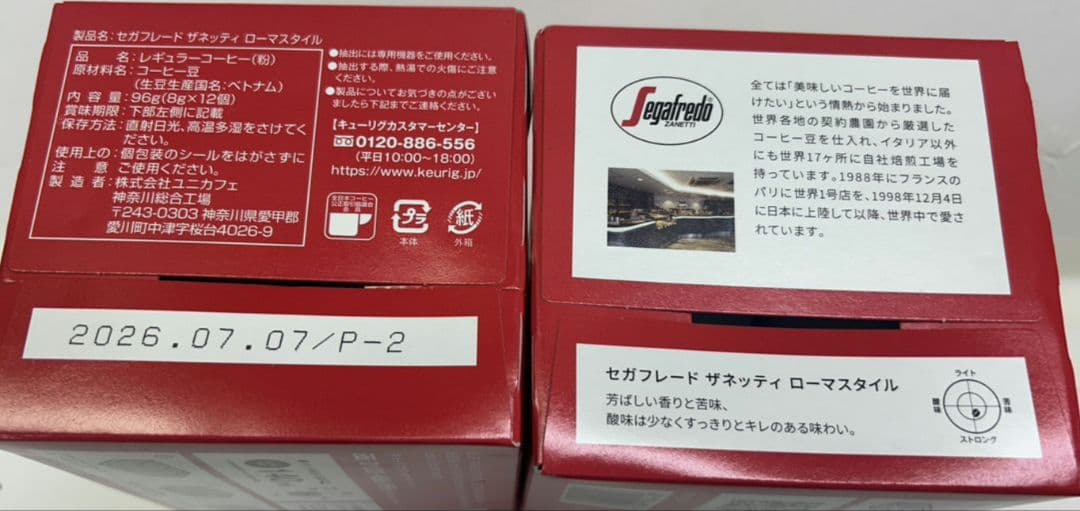 製品名：セガフレード ザネッティ ローマスタイル
品名：レギュラーコーヒー(粉)
原材料名：コーヒー豆
(生豆生産国名：ベトナム)
内容量：96g(8g×12個)
賞味期限：下部左側に記載
保存方法：直射日光、高温多湿をさけてください。
使用上の注意：個包装のシールをはがさずにご使用ください。
製造者：株式会社ユニカフェ
神奈川総合工場
〒243-0303 神奈川県愛甲郡
愛川町中津字桜台4026-9
●抽出には専用機器をご使用ください。
●抽出する際、熱湯での火傷にご注意
ください。
●製品についてお気づきの点がござい
ましたら下記までご連絡ください。
【キューリグカスタマーセンター】
0120-886-556
(平日10:00〜18:00)
https://www.keurig.jp/
全日本コーヒー
公正取引協議会
会員
プラ
本体
紙
外箱
2026.07.07/P-2
Segafredo®
ZANETTI
全ては「美味しいコーヒーを世界に届
けたい」という情熱から始まりました。
世界各地の契約農園から厳選した
コーヒー豆を仕入れ、イタリア以外
にも世界17ヶ所に自社焙煎工場を
持っています。1988年にフランスの
パリに世界1号店を、1998年12月4日
に日本に上陸して以降、世界中で愛さ
れています。
セガフレード ザネッティ ローマスタイル
芳ばしい香りと苦味、
酸味は少なくすっきりとキレのある味わい。
ライト
酸味
苦味
ストロング